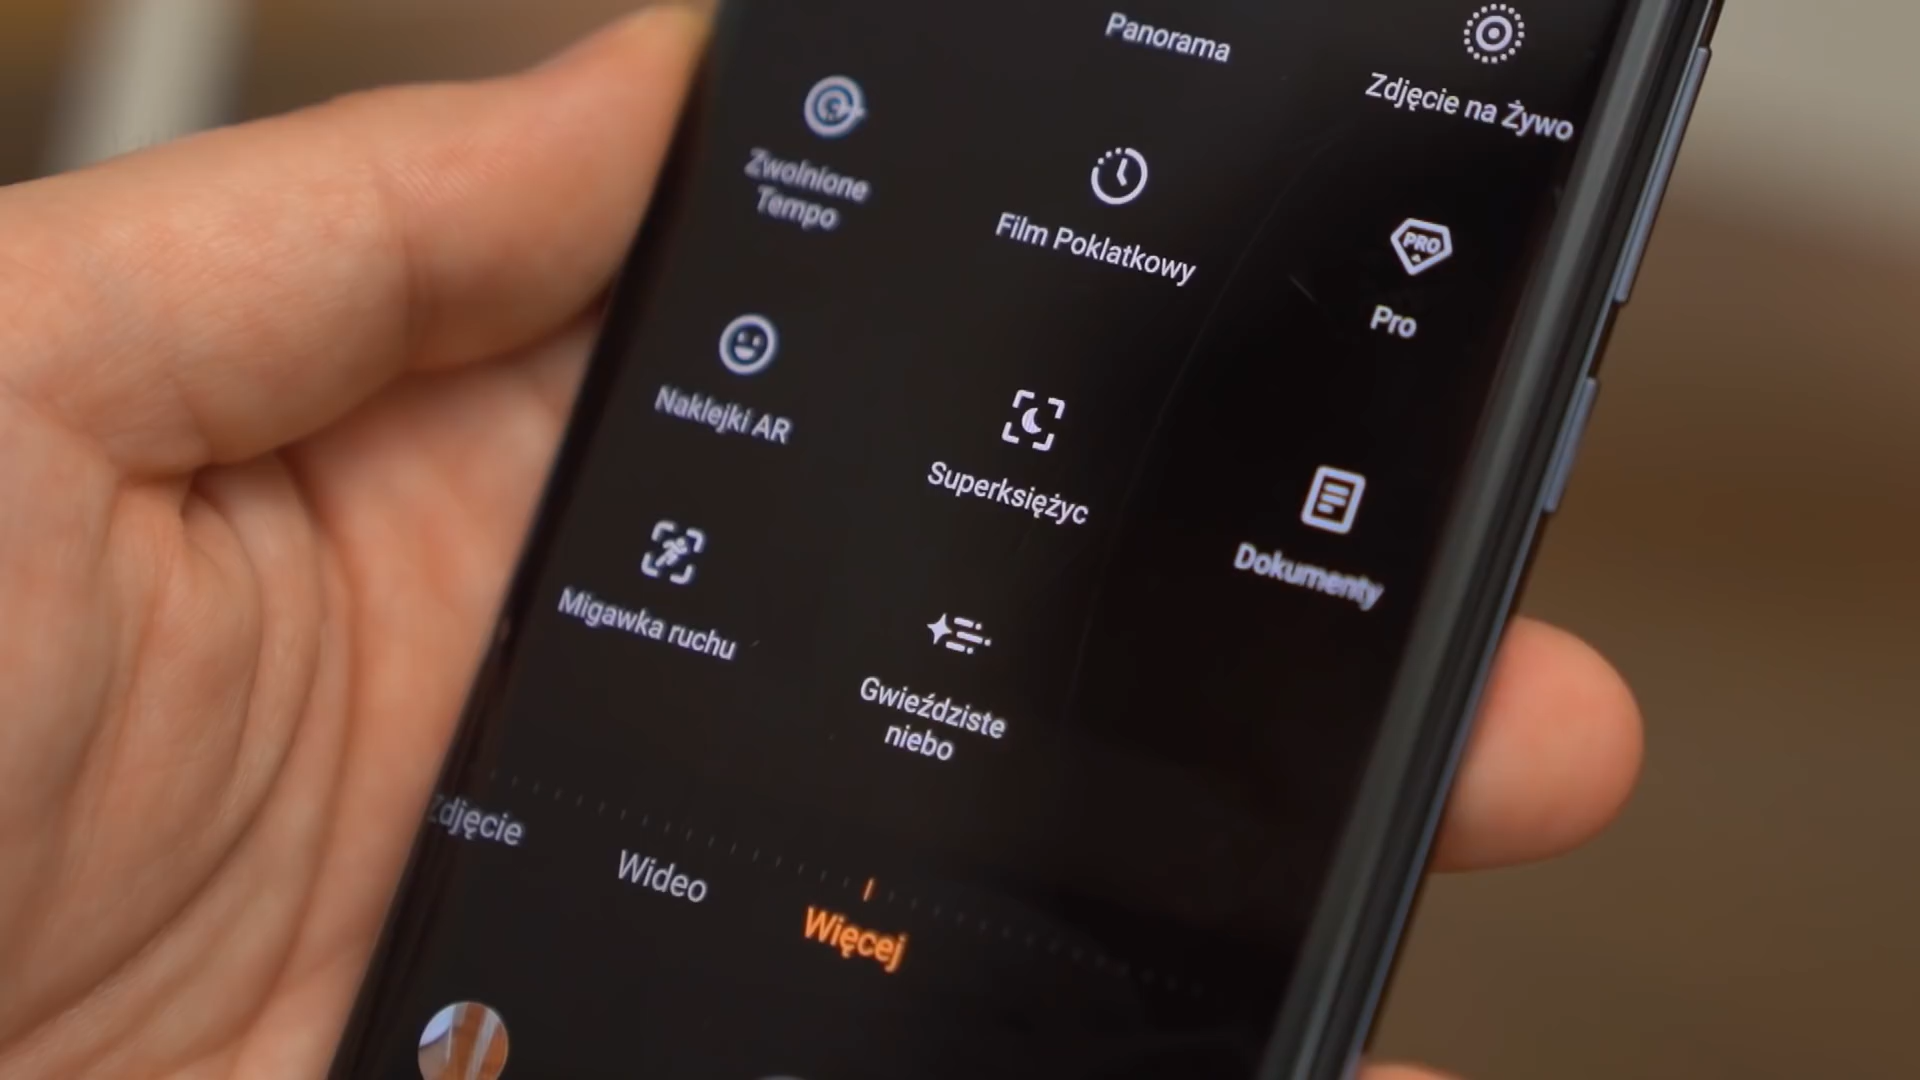 Panorama
Zdjęcie na Żywo
Zwolnione
Tempo
Film Poklatkowy
PRO
Pro
Naklejki AR
Superksiężyc
Dokumenty
Migawka ruchu
Gwieździste
niebo
Zdjęcie
Wideo
Więcej